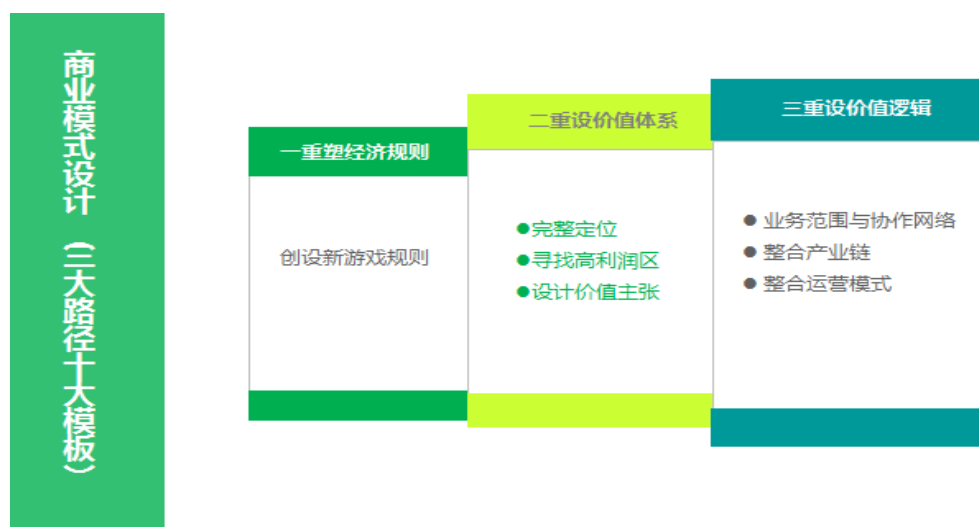 商业模式设计（三大路径十大模板）
一重塑经济规则
创设新游戏规则
二重设价值体系
●完整定位
●寻找高利润区
●设计价值主张
三重设价值逻辑
● 业务范围与协作网络
● 整合产业链
● 整合运营模式